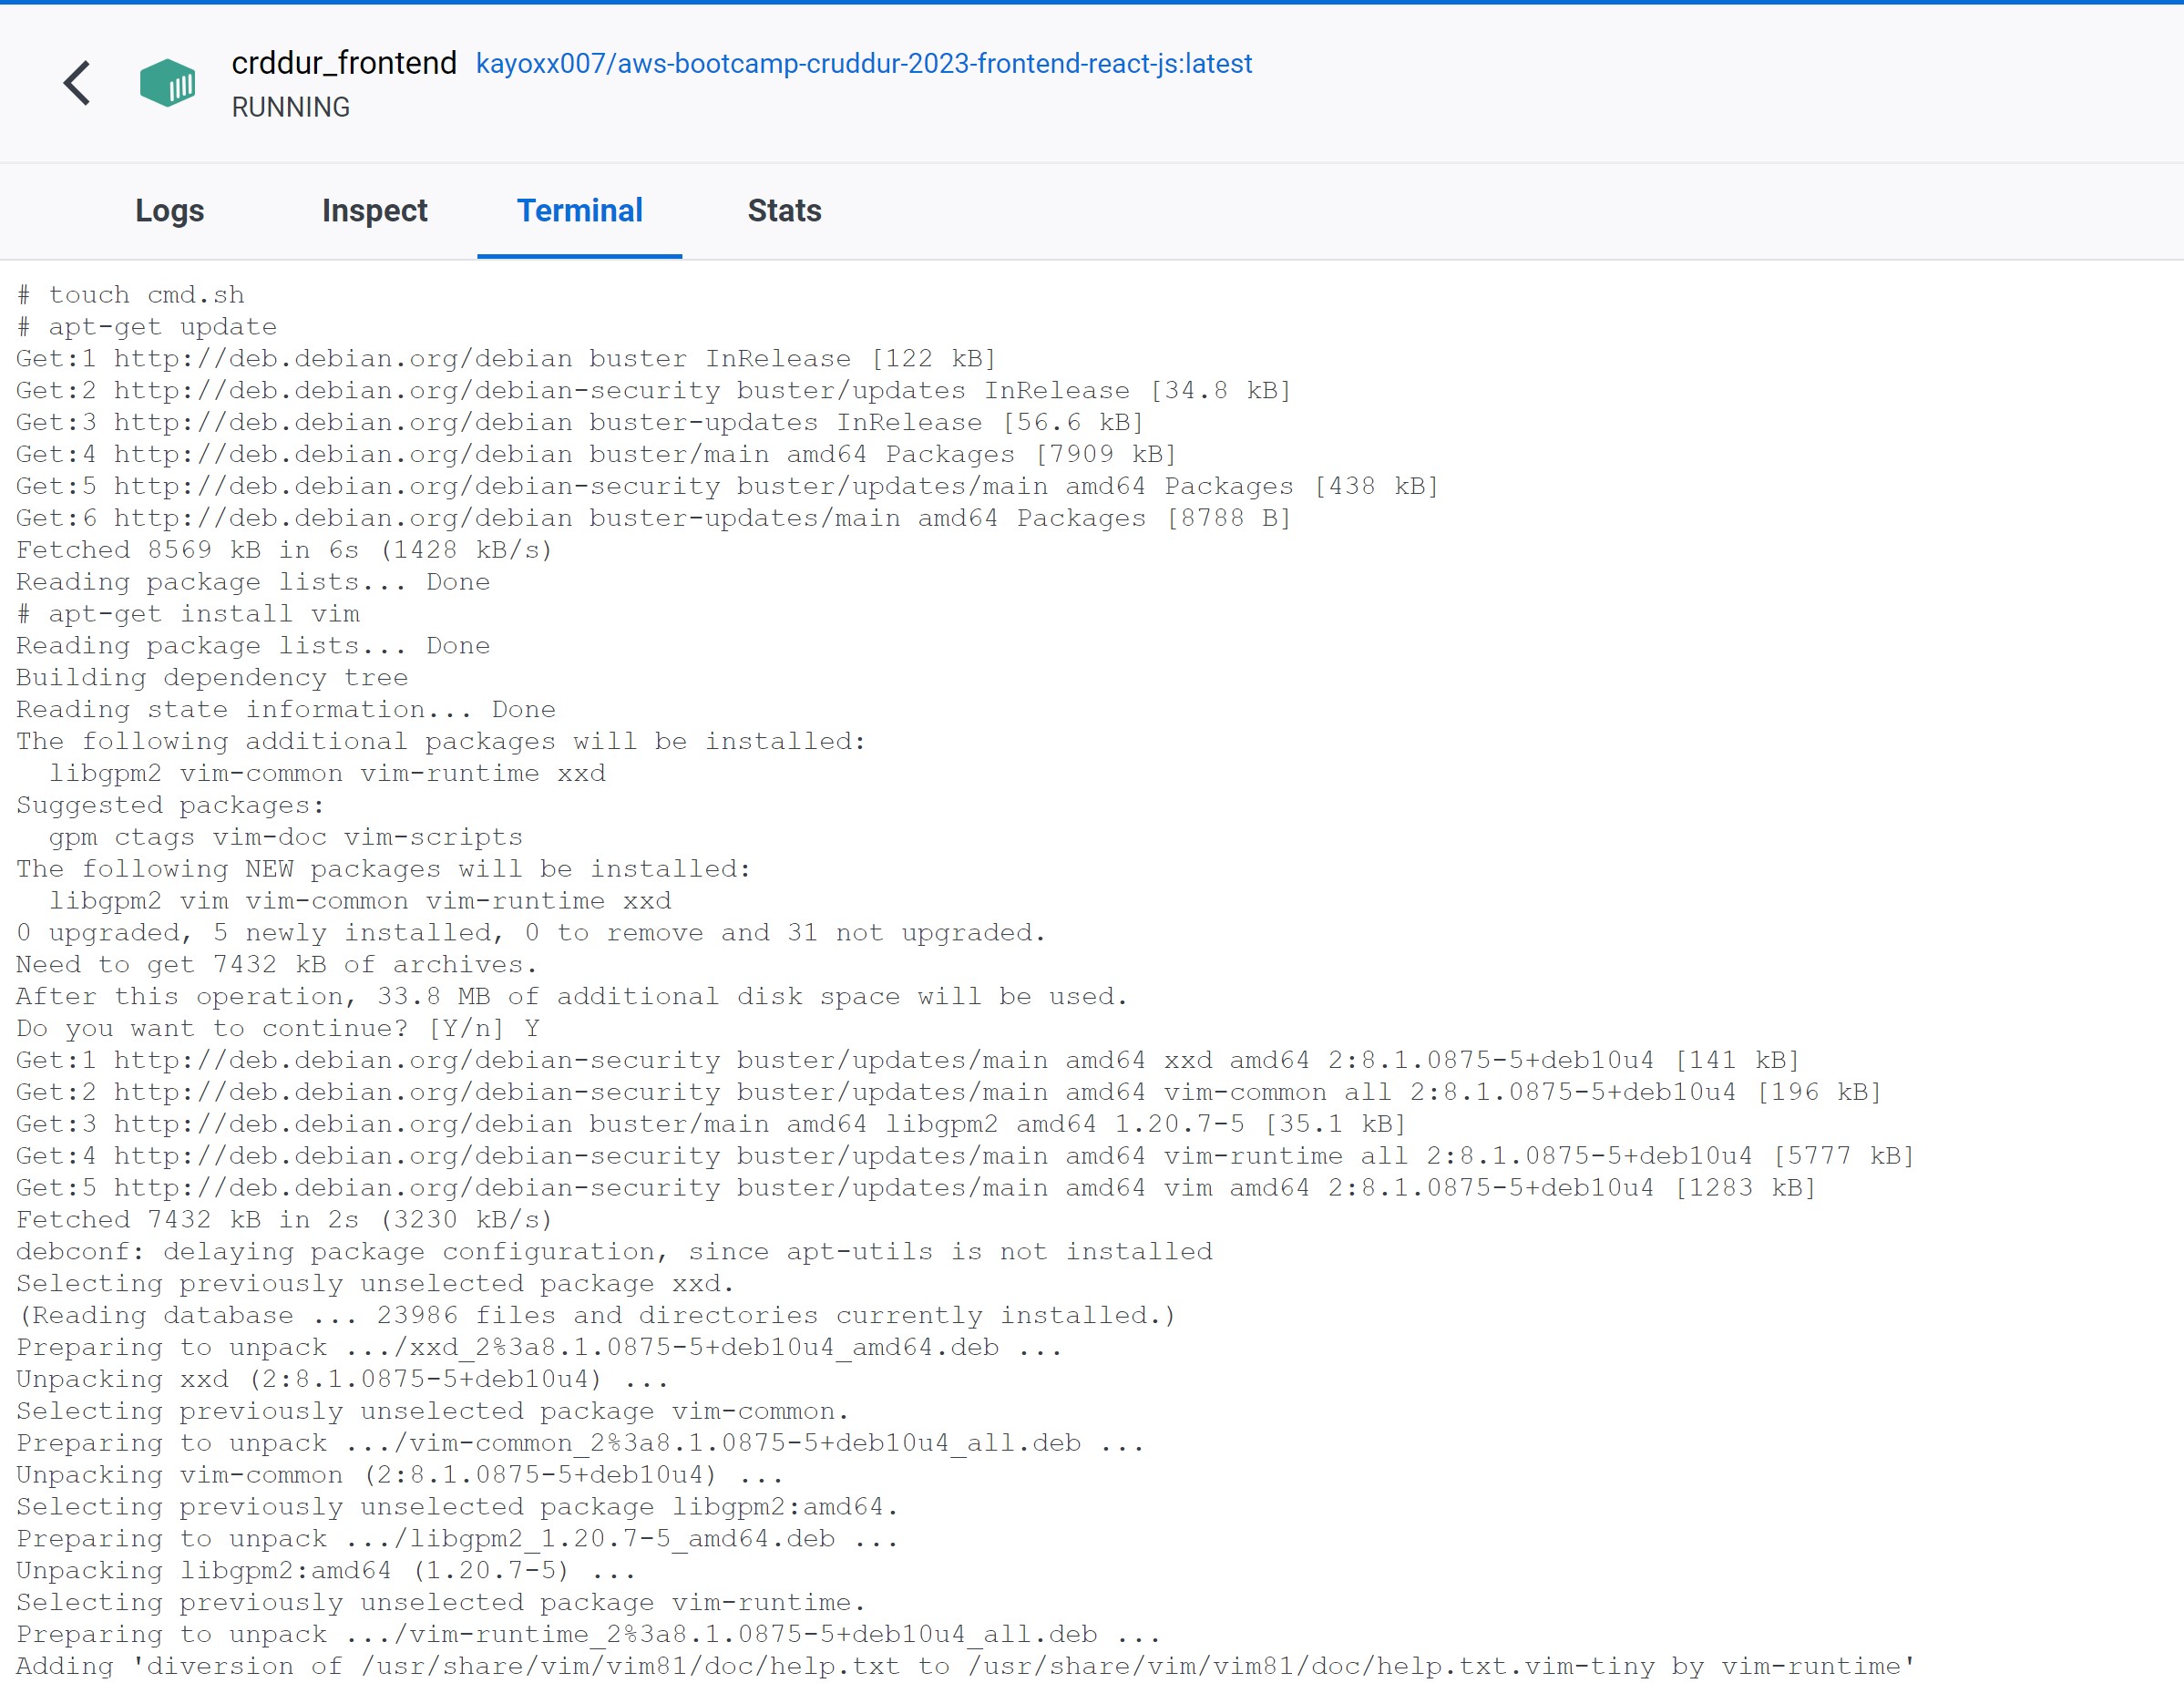 crddur_frontend kayoxx007/aws-bootcamp-cruddur-2023-frontend-react-js:latest
RUNNING
Logs Inspect Terminal Stats
# touch cmd.sh
# apt-get update
Get:1 http://deb.debian.org/debian buster InRelease [122 kB]
Get:2 http://deb.debian.org/debian-security buster/updates InRelease [34.8 kB]
Get:3 http://deb.debian.org/debian buster-updates InRelease [56.6 kB]
Get:4 http://deb.debian.org/debian buster/main amd64 Packages [7909 kB]
Get:5 http://deb.debian.org/debian-security buster/updates/main amd64 Packages [438 kB]
Get:6 http://deb.debian.org/debian buster-updates/main amd64 Packages [8788 B]
Fetched 8569 kB in 6s (1428 kB/s)
Reading package lists... Done
# apt-get install vim
Reading package lists... Done
Building dependency tree
Reading state information... Done
The following additional packages will be installed:
  libgpm2 vim-common vim-runtime xxd
Suggested packages:
  gpm ctags vim-doc vim-scripts
The following NEW packages will be installed:
  libgpm2 vim vim-common vim-runtime xxd
0 upgraded, 5 newly installed, 0 to remove and 31 not upgraded.
Need to get 7432 kB of archives.
After this operation, 33.8 MB of additional disk space will be used.
Do you want to continue? [Y/n] Y
Get:1 http://deb.debian.org/debian-security buster/updates/main amd64 xxd amd64 2:8.1.0875-5+deb10u4 [141 kB]
Get:2 http://deb.debian.org/debian-security buster/updates/main amd64 vim-common all 2:8.1.0875-5+deb10u4 [196 kB]
Get:3 http://deb.debian.org/debian buster/main amd64 libgpm2 amd64 1.20.7-5 [35.1 kB]
Get:4 http://deb.debian.org/debian-security buster/updates/main amd64 vim-runtime all 2:8.1.0875-5+deb10u4 [5777 kB]
Get:5 http://deb.debian.org/debian-security buster/updates/main amd64 vim amd64 2:8.1.0875-5+deb10u4 [1283 kB]
Fetched 7432 kB in 2s (3230 kB/s)
debconf: delaying package configuration, since apt-utils is not installed
Selecting previously unselected package xxd.
(Reading database ... 23986 files and directories currently installed.)
Preparing to unpack .../xxd_2%3a8.1.0875-5+deb10u4_amd64.deb ...
Unpacking xxd (2:8.1.0875-5+deb10u4) ...
Selecting previously unselected package vim-common.
Preparing to unpack .../vim-common_2%3a8.1.0875-5+deb10u4_all.deb ...
Unpacking vim-common (2:8.1.0875-5+deb10u4) ...
Selecting previously unselected package libgpm2:amd64.
Preparing to unpack .../libgpm2_1.20.7-5_amd64.deb ...
Unpacking libgpm2:amd64 (1.20.7-5) ...
Selecting previously unselected package vim-runtime.
Preparing to unpack .../vim-runtime_2%3a8.1.0875-5+deb10u4_all.deb ...
Adding 'diversion of /usr/share/vim/vim81/doc/help.txt to /usr/share/vim/vim81/doc/help.txt.vim-tiny by vim-runtime'